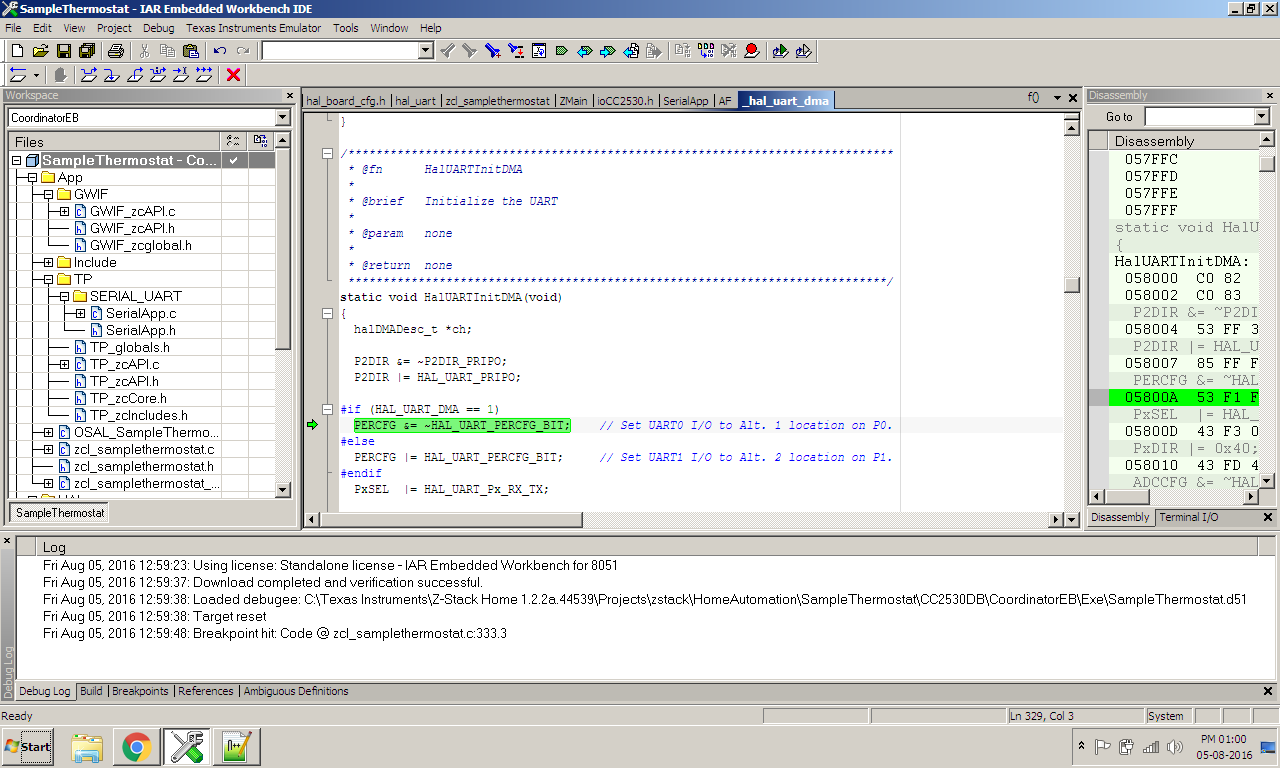 SampleThermostat - IAR Embedded Workbench IDE
File Edit View Project Debug Texas Instruments Emulator Tools Window Help
Workspace
CoordinatorEB
Files
SampleThermostat - Co...
App
GWIF
GWIF_zcAPI.c
GWIF_zcAPI.h
GWIF_zcglobal.h
Include
TP
SERIAL_UART
SerialApp.c
SerialApp.h
TP_globals.h
TP_zcAPI.c
TP_zcAPI.h
TP_zcCore.h
TP_zcIncludes.h
OSAL_SampleThermo...
zcl_samplethermostat.c
zcl_samplethermostat.h
zcl_samplethermostat_...
SampleThermostat
hal_board_cfg.h hal_uart zcl_samplethermostat ZMain ioCC2530.h SerialApp AF _hal_uart_dma f()
}
/******************************************************************************
* @fn HalUARTInitDMA
*
* @brief Initialize the UART
*
* @param none
*
* @return none
*****************************************************************************/
static void HalUARTInitDMA(void)
{
halDMADesc_t *ch;
P2DIR &= ~P2DIR_PRIPO;
P2DIR |= HAL_UART_PRIPO;
#if (HAL_UART_DMA == 1)
PERCFG &= ~HAL_UART_PERCFG_BIT; // Set UART0 I/O to Alt. 1 location on P0.
#else
PERCFG |= HAL_UART_PERCFG_BIT; // Set UART1 I/O to Alt. 2 location on P1.
#endif
PxSEL |= HAL_UART_Px_RX_TX;
Disassembly
Go to
Disassembly
057FFC
057FFD
057FFE
057FFF
static void HalU
{
HalUARTInitDMA:
058000 C0 82
058002 C0 83
P2DIR &= ~P2DI
058004 53 FF 3
P2DIR |= HAL_U
058007 85 FF F
PERCFG &= ~HAL
05800A 53 F1 F
PxSEL |= HAL_
05800D 43 F3 0
PxDIR |= 0x40;
058010 43 FD 4
ADCCFG &= ~HAL
Disassembly Terminal I/O
Log
Fri Aug 05, 2016 12:59:23: Using license: Standalone license - IAR Embedded Workbench for 8051
Fri Aug 05, 2016 12:59:37: Download completed and verification successful.
Fri Aug 05, 2016 12:59:38: Loaded debugee: C:\Texas Instruments\Z-Stack Home 1.2.2a.44539\Projects\zstack\HomeAutomation\SampleThermostat\CC2530DB\CoordinatorEB\Exe\SampleThermostat.d51
Fri Aug 05, 2016 12:59:38: Target reset
Fri Aug 05, 2016 12:59:48: Breakpoint hit: Code @ zcl_samplethermostat.c:333.3
Debug Log
Debug Log Build Breakpoints References Ambiguous Definitions
Ready Ln 329, Col 3 System
Start
PM 01:00
05-08-2016